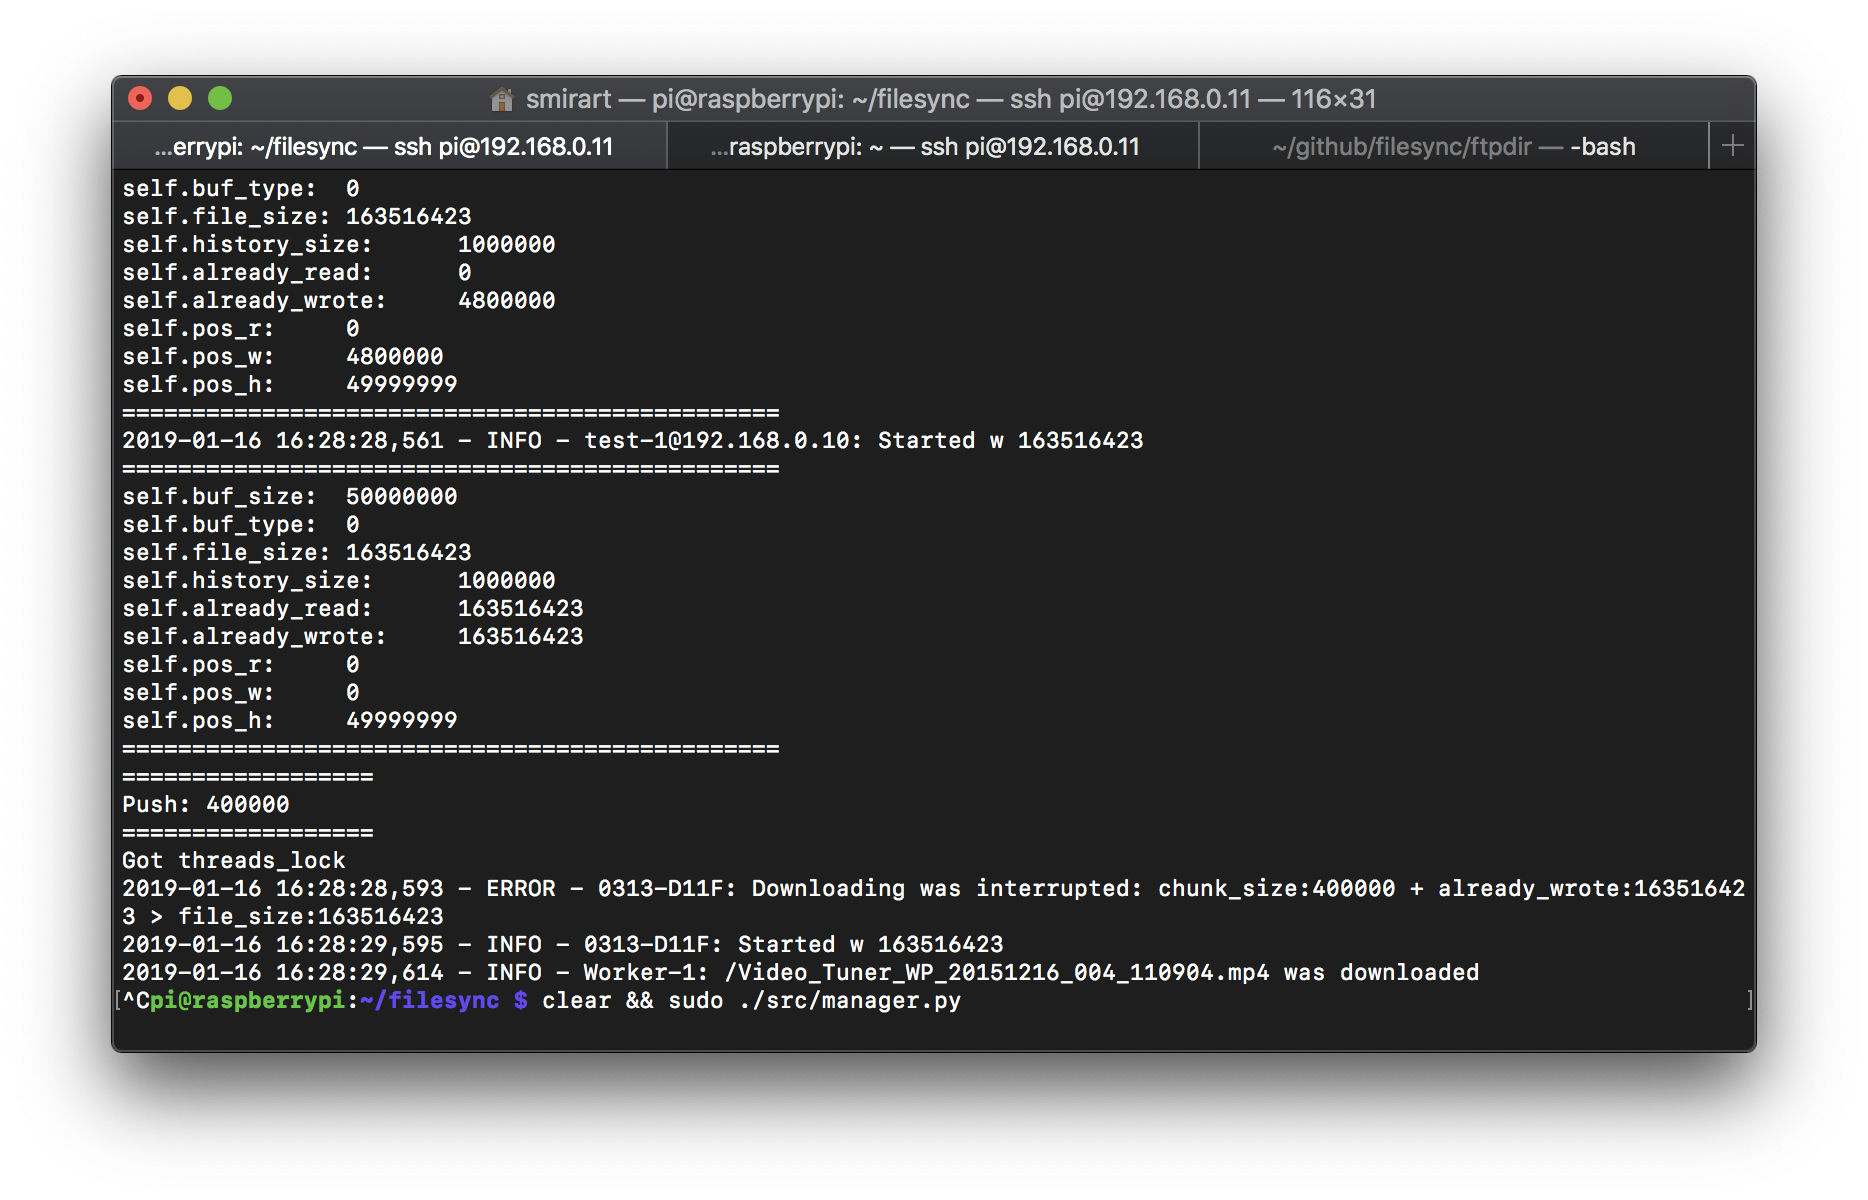 smirart — pi@raspberrypi: ~/filesync — ssh pi@192.168.0.11 — 116×31
...errypi: ~/filesync — ssh pi@192.168.0.11
...raspberrypi: ~ — ssh pi@192.168.0.11
~/github/filesync/ftpdir — -bash
self.buf_type:  0
self.file_size: 163516423
self.history_size:      1000000
self.already_read:      0
self.already_wrote:     4800000
self.pos_r:     0
self.pos_w:     4800000
self.pos_h:     49999999
===============================================
2019-01-16 16:28:28,561 - INFO - test-1@192.168.0.10: Started w 163516423
===============================================
self.buf_size:  50000000
self.buf_type:  0
self.file_size: 163516423
self.history_size:      1000000
self.already_read:      163516423
self.already_wrote:     163516423
self.pos_r:     0
self.pos_w:     0
self.pos_h:     49999999
===============================================
==================
Push: 400000
==================
Got threads_lock
2019-01-16 16:28:28,593 - ERROR - 0313-D11F: Downloading was interrupted: chunk_size:400000 + already_wrote:16351642
3 > file_size:163516423
2019-01-16 16:28:29,595 - INFO - 0313-D11F: Started w 163516423
2019-01-16 16:28:29,614 - INFO - Worker-1: /Video_Tuner_WP_20151216_004_110904.mp4 was downloaded
[^Cpi@raspberrypi:~/filesync $ clear && sudo ./src/manager.py ]